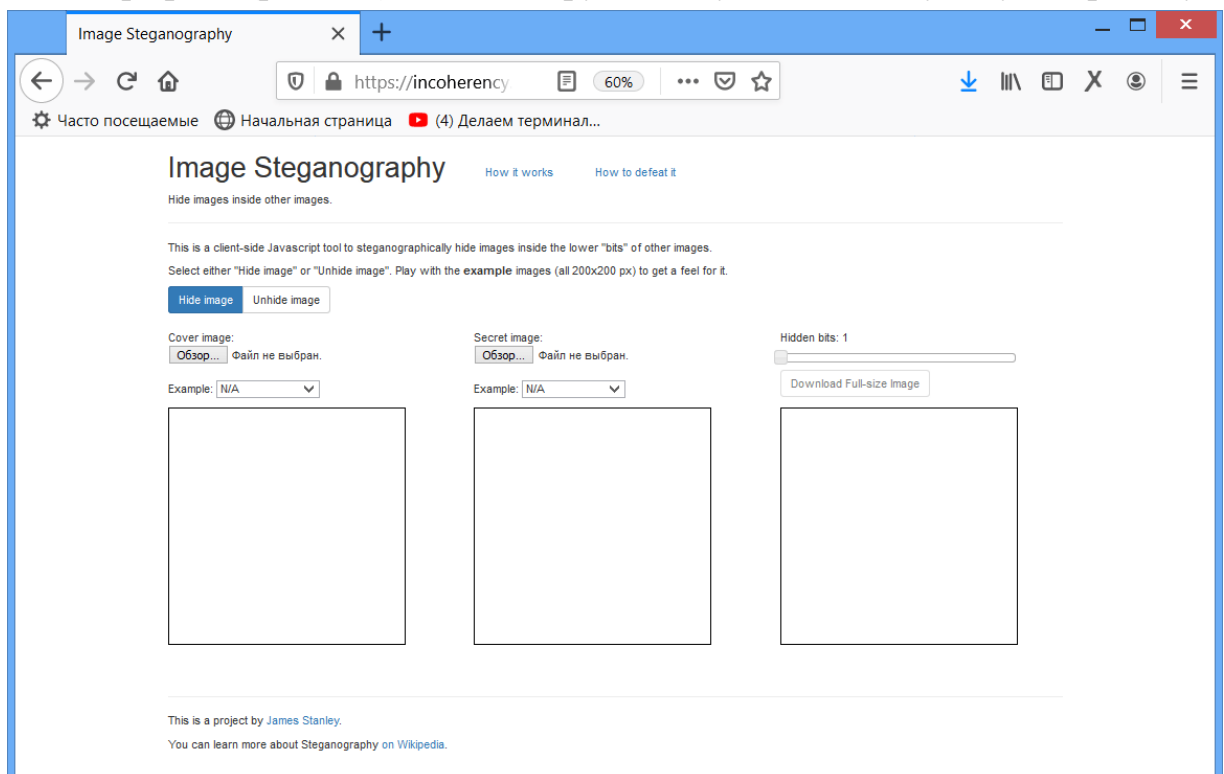 Image Steganography
https://incoherency 60%
Часто посещаемые Начальная страница (4) Делаем терминал...
Image Steganography How it works How to defeat it
Hide images inside other images.
This is a client-side Javascript tool to steganographically hide images inside the lower "bits" of other images.
Select either "Hide image" or "Unhide image". Play with the example images (all 200x200 px) to get a feel for it.
Hide image Unhide image
Cover image: Secret image: Hidden bits: 1
Обзор... Файл не выбран. Обзор... Файл не выбран.
Download Full-size Image
Example: N/A Example: N/A
This is a project by James Stanley.
You can learn more about Steganography on Wikipedia.